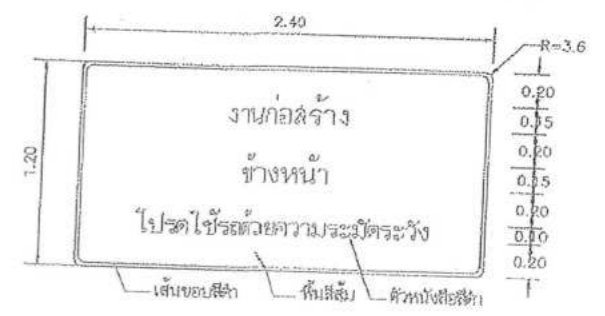 2.40
R=3.6
1.20
งานก่อสร้าง
ข้างหน้า
โปรดใช้รถด้วยความระมัดระวัง
0.20
0.15
0.20
0.15
0.20
0.10
0.20
เส้นขอบสีดำ
พื้นสีส้ม
ตัวหนังสือสีดำ